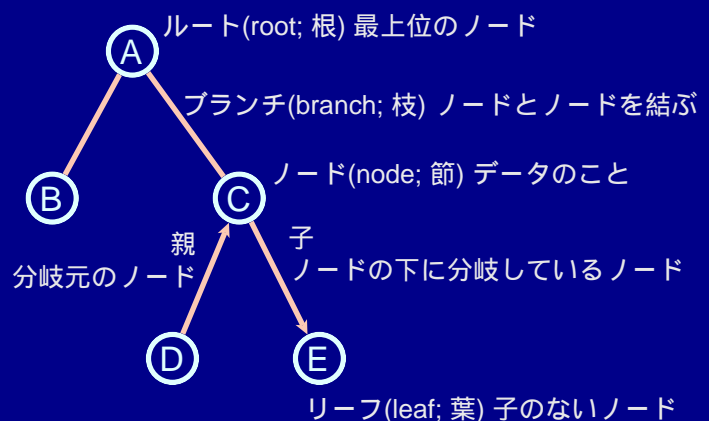 ルート(root; 根) 最上位のノード
A
ブランチ(branch; 枝) ノードとノードを結ぶ
ノード(node; 節) データのこと
B
C
親
分岐元のノード
子
ノードの下に分岐しているノード
D
E
リーフ(leaf; 葉) 子のないノード